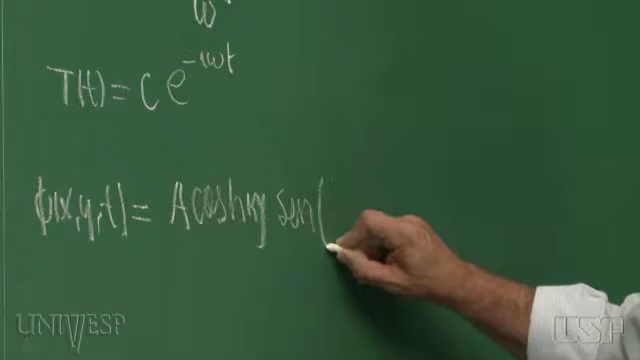 T(t) = C e^{-iωt}
ϕ(x,y,t) = A cosh ky sen(
UNIVESP
USP